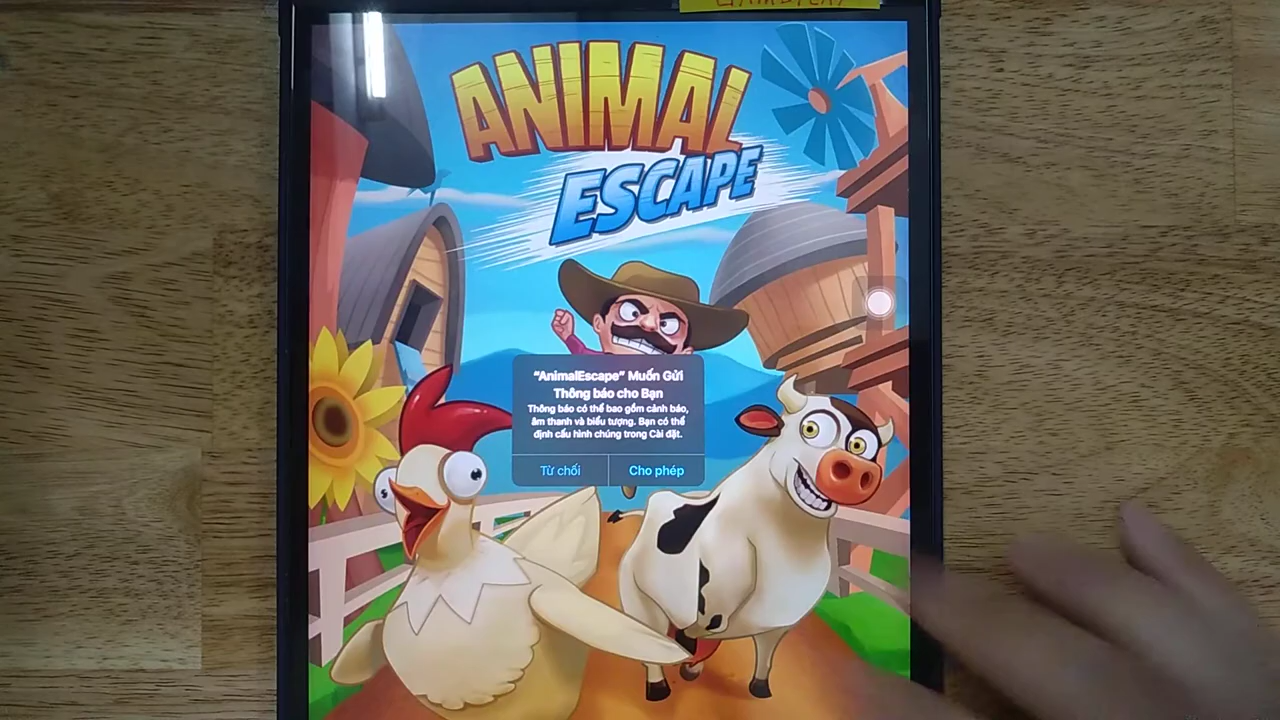 ANIMAL
ESCAPE
“AnimalEscape” Muốn Gửi
Thông báo cho Bạn
Thông báo có thể bao gồm cảnh báo,
âm thanh và biểu tượng. Bạn có thể
định cấu hình chúng trong Cài đặt.
Từ chối
Cho phép